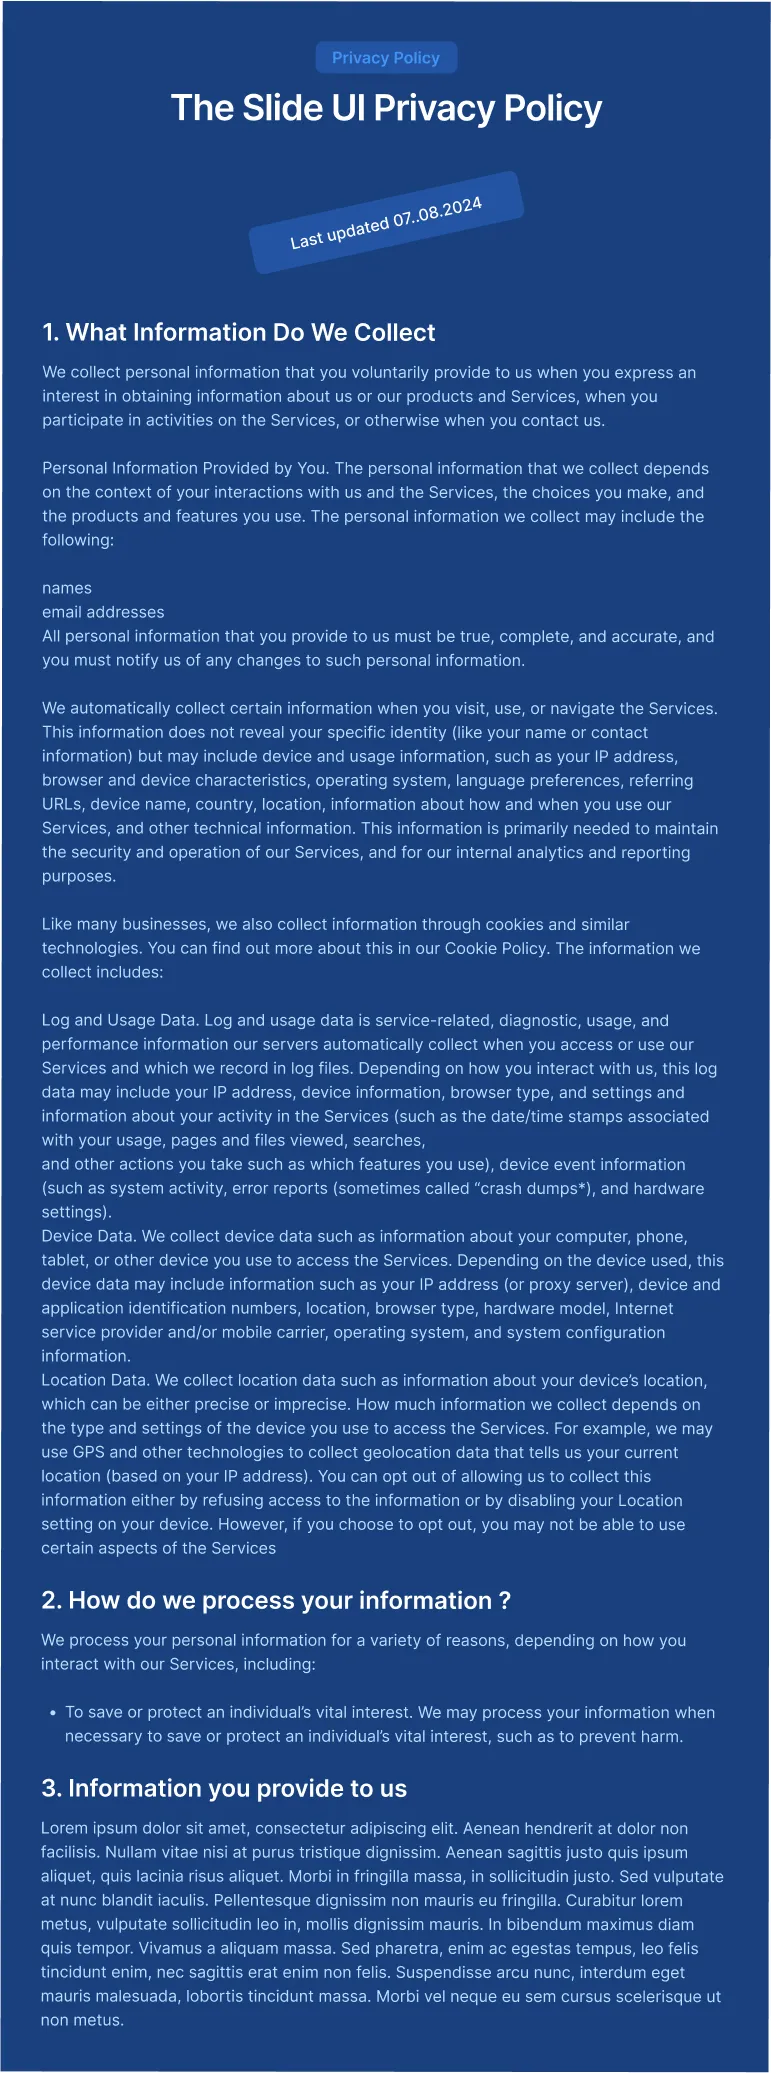 Privacy Policy
The Slide UI Privacy Policy
Last updated 07..08.2024
1. What Information Do We Collect
We collect personal information that you voluntarily provide to us when you express an
interest in obtaining information about us or our products and Services, when you
participate in activities on the Services, or otherwise when you contact us.
Personal Information Provided by You. The personal information that we collect depends
on the context of your interactions with us and the Services, the choices you make, and
the products and features you use. The personal information we collect may include the
following:
names
email addresses
All personal information that you provide to us must be true, complete, and accurate, and
you must notify us of any changes to such personal information.
We automatically collect certain information when you visit, use, or navigate the Services.
This information does not reveal your specific identity (like your name or contact
information) but may include device and usage information, such as your IP address,
browser and device characteristics, operating system, language preferences, referring
URLs, device name, country, location, information about how and when you use our
Services, and other technical information. This information is primarily needed to maintain
the security and operation of our Services, and for our internal analytics and reporting
purposes.
Like many businesses, we also collect information through cookies and similar
technologies. You can find out more about this in our Cookie Policy. The information we
collect includes:
Log and Usage Data. Log and usage data is service-related, diagnostic, usage, and
performance information our servers automatically collect when you access or use our
Services and which we record in log files. Depending on how you interact with us, this log
data may include your IP address, device information, browser type, and settings and
information about your activity in the Services (such as the date/time stamps associated
with your usage, pages and files viewed, searches,
and other actions you take such as which features you use), device event information
(such as system activity, error reports (sometimes called “crash dumps*), and hardware
settings).
Device Data. We collect device data such as information about your computer, phone,
tablet, or other device you use to access the Services. Depending on the device used, this
device data may include information such as your IP address (or proxy server), device and
application identification numbers, location, browser type, hardware model, Internet
service provider and/or mobile carrier, operating system, and system configuration
information.
Location Data. We collect location data such as information about your device’s location,
which can be either precise or imprecise. How much information we collect depends on
the type and settings of the device you use to access the Services. For example, we may
use GPS and other technologies to collect geolocation data that tells us your current
location (based on your IP address). You can opt out of allowing us to collect this
information either by refusing access to the information or by disabling your Location
setting on your device. However, if you choose to opt out, you may not be able to use
certain aspects of the Services
2. How do we process your information ?
We process your personal information for a variety of reasons, depending on how you
interact with our Services, including:
• To save or protect an individual’s vital interest. We may process your information when
necessary to save or protect an individual’s vital interest, such as to prevent harm.
3. Information you provide to us
Lorem ipsum dolor sit amet, consectetur adipiscing elit. Aenean hendrerit at dolor non
facilisis. Nullam vitae nisi at purus tristique dignissim. Aenean sagittis justo quis ipsum
aliquet, quis lacinia risus aliquet. Morbi in fringilla massa, in sollicitudin justo. Sed vulputate
at nunc blandit iaculis. Pellentesque dignissim non mauris eu fringilla. Curabitur lorem
metus, vulputate sollicitudin leo in, mollis dignissim mauris. In bibendum maximus diam
quis tempor. Vivamus a aliquam massa. Sed pharetra, enim ac egestas tempus, leo felis
tincidunt enim, nec sagittis erat enim non felis. Suspendisse arcu nunc, interdum eget
mauris malesuada, lobortis tincidunt massa. Morbi vel neque eu sem cursus scelerisque ut
non metus.